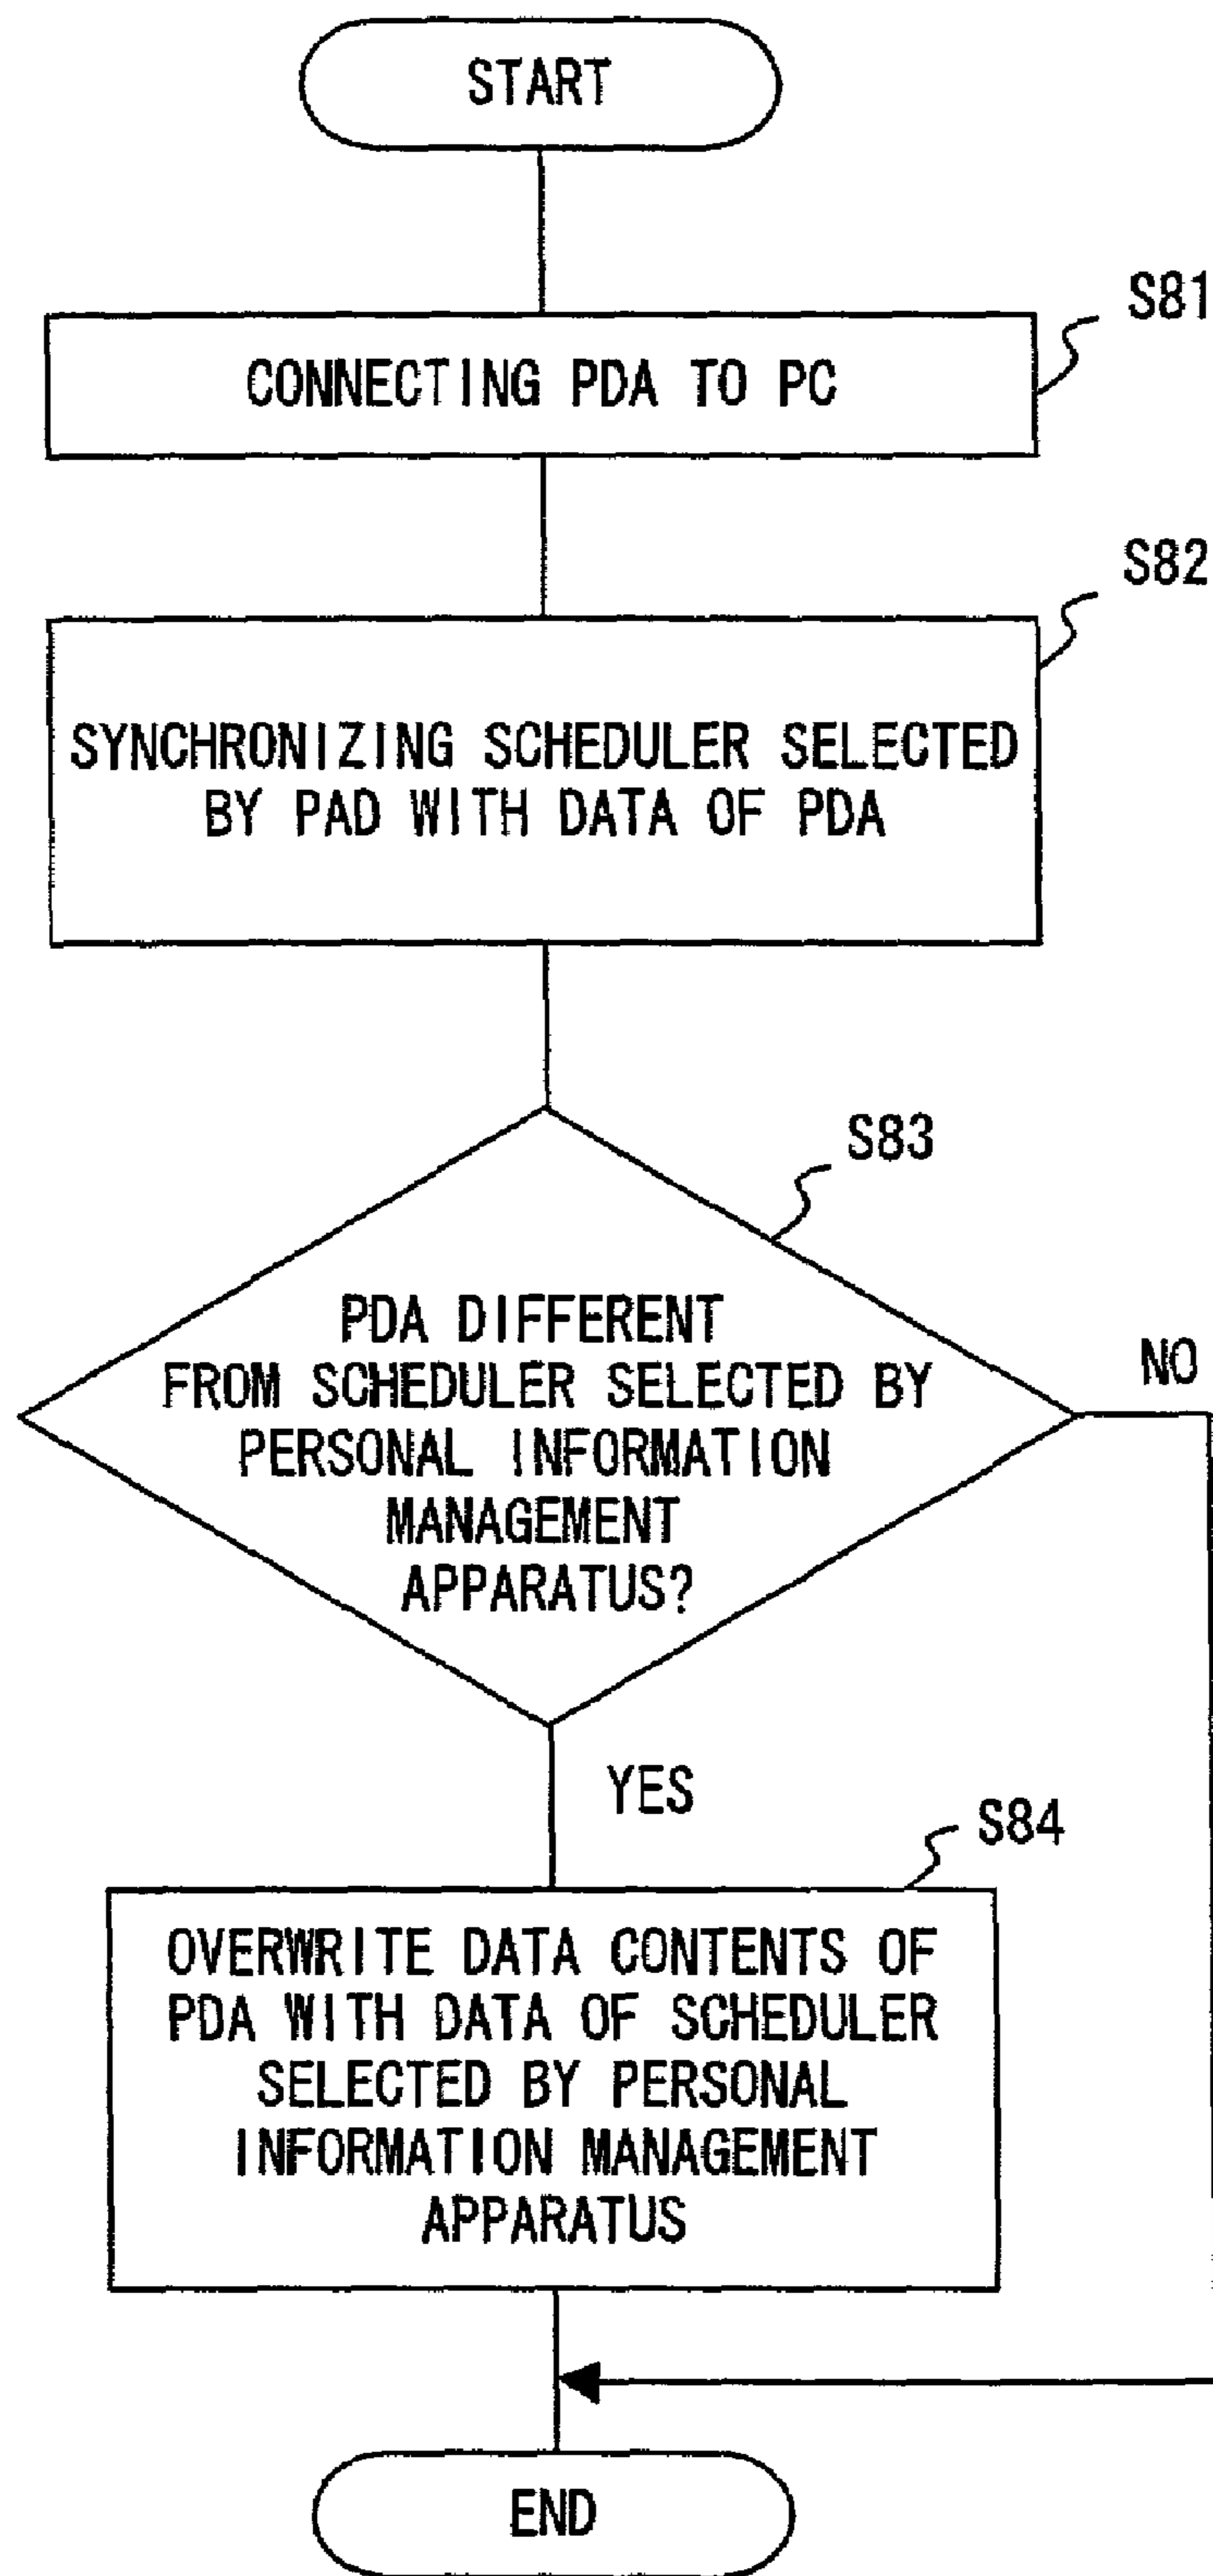 START
S81
CONNECTING PDA TO PC
S82
SYNCHRONIZING SCHEDULER SELECTED
BY PAD WITH DATA OF PDA
S83
PDA DIFFERENT
FROM SCHEDULER SELECTED BY
PERSONAL INFORMATION
MANAGEMENT
APPARATUS?
NO
YES
S84
OVERWRITE DATA CONTENTS OF
PDA WITH DATA OF SCHEDULER
SELECTED BY PERSONAL
INFORMATION MANAGEMENT
APPARATUS
END